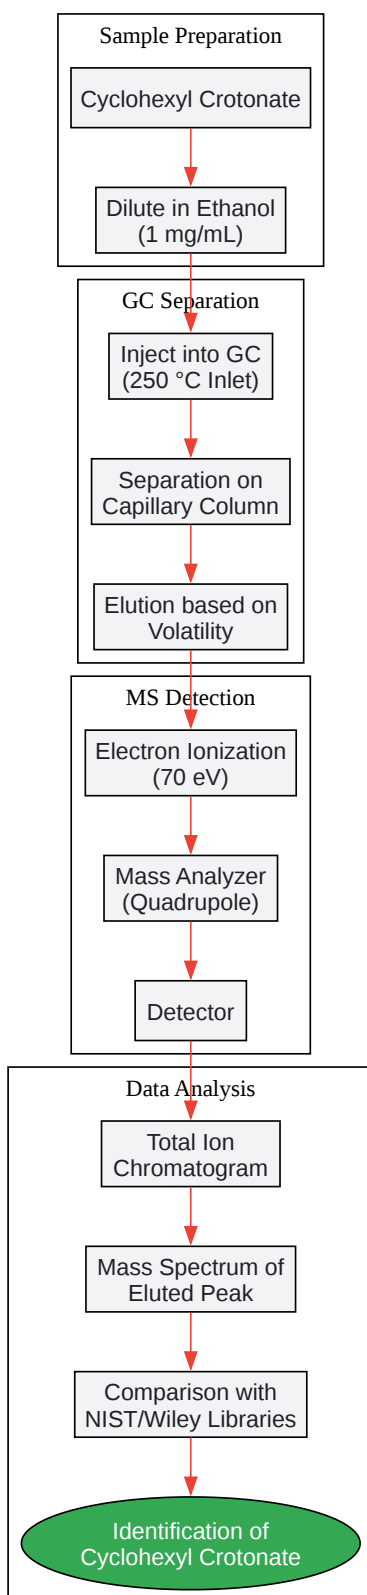 Sample Preparation
Cyclohexyl Crotonate
Dilute in Ethanol
(1 mg/mL)
GC Separation
Inject into GC
(250 °C Inlet)
Separation on
Capillary Column
Elution based on
Volatility
MS Detection
Electron Ionization
(70 eV)
Mass Analyzer
(Quadrupole)
Detector
Data Analysis
Total Ion
Chromatogram
Mass Spectrum of
Eluted Peak
Comparison with
NIST/Wiley Libraries
Identification of
Cyclohexyl Crotonate